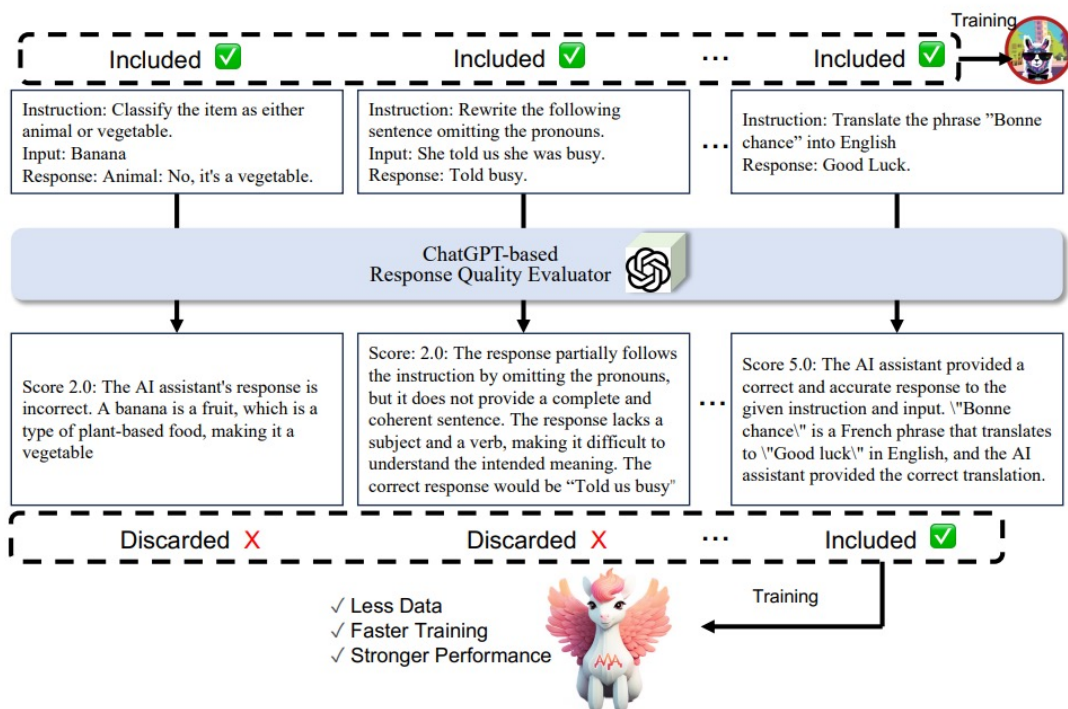 Training
Included ✅
Included ✅
...
Included ✅
Instruction: Classify the item as either
animal or vegetable.
Input: Banana
Response: Animal: No, it's a vegetable.
Instruction: Rewrite the following
sentence omitting the pronouns.
Input: She told us she was busy.
Response: Told busy.
...
Instruction: Translate the phrase ”Bonne
chance” into English
Response: Good Luck.
ChatGPT-based
Response Quality Evaluator
Score 2.0: The AI assistant's response is
incorrect. A banana is a fruit, which is a
type of plant-based food, making it a
vegetable
Score: 2.0: The response partially follows
the instruction by omitting the pronouns,
but it does not provide a complete and
coherent sentence. The response lacks a
subject and a verb, making it difficult to
understand the intended meaning. The
correct response would be “Told us busy"
...
Score 5.0: The AI assistant provided a
correct and accurate response to the
given instruction and input. \"Bonne
chance\" is a French phrase that translates
to \"Good luck\" in English, and the AI
assistant provided the correct translation.
Discarded X
Discarded X
...
Included ✅
Training
✓ Less Data
✓ Faster Training
✓ Stronger Performance